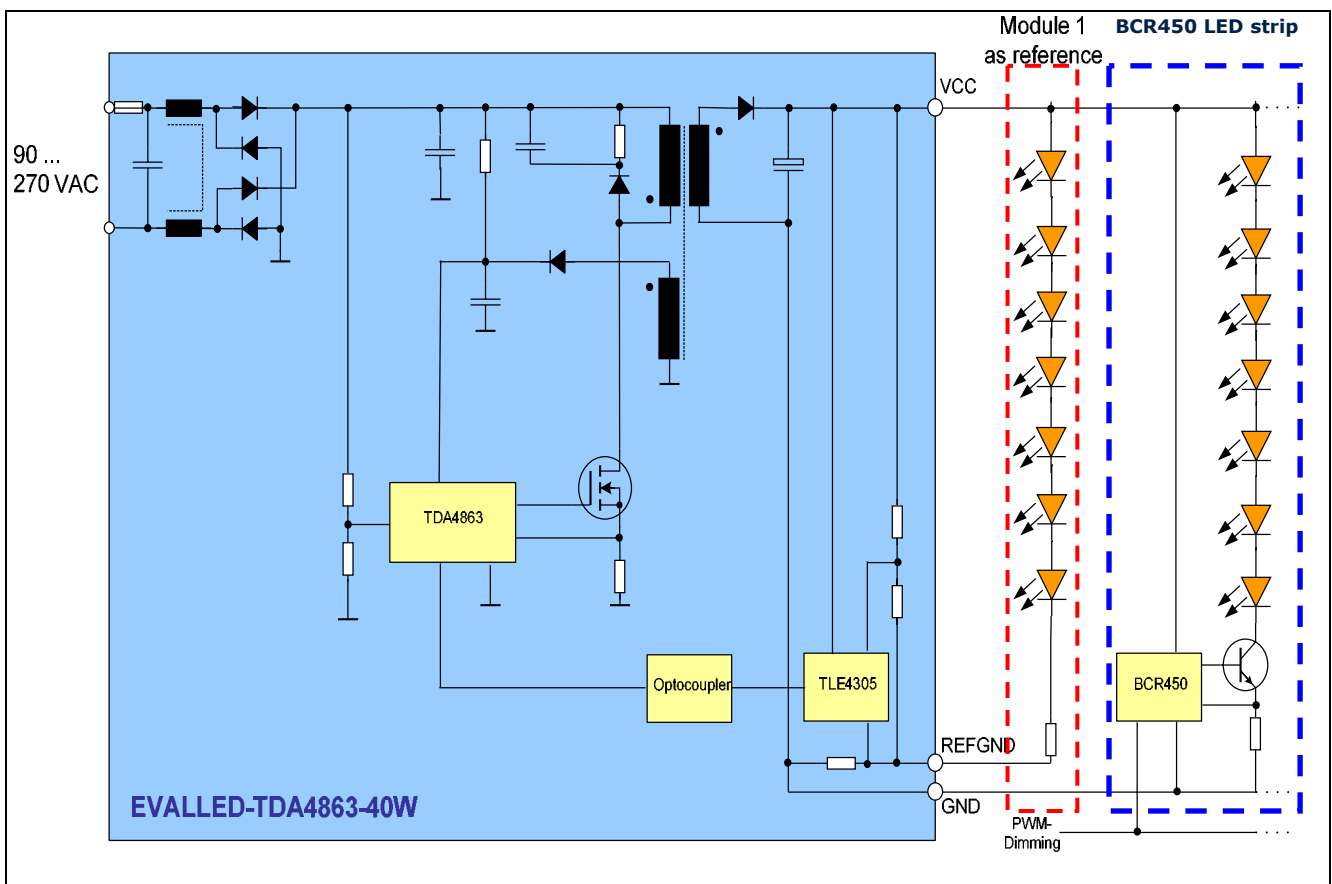 Module 1
as reference
BCR450 LED strip
VCC
90 ...
270 VAC
TDA4863
Optocoupler
TLE4305
BCR450
REFGND
GND
EVALLED-TDA4863-40W
PWM-
Dimming